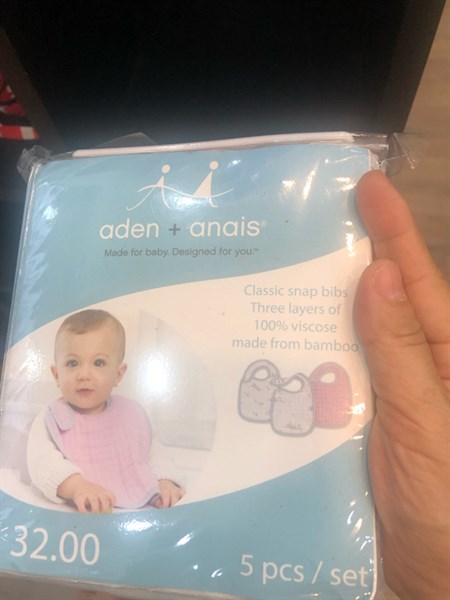 aden + anais®
Made for baby. Designed for you.™
Classic snap bibs
Three layers of
100% viscose
made from bamboo
32.00
5 pcs / set